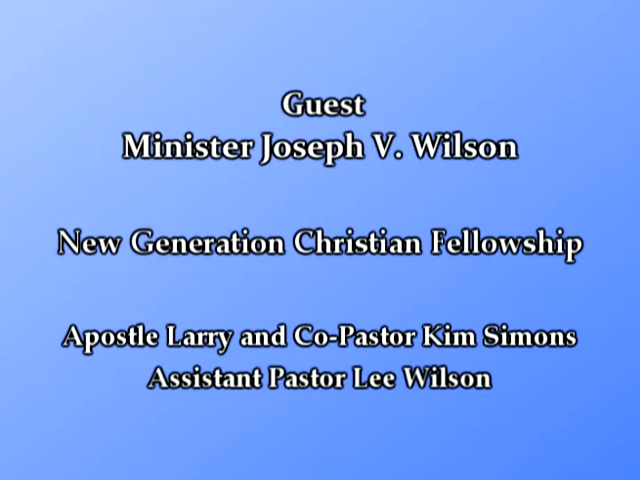 Guest
Minister Joseph V. Wilson
New Generation Christian Fellowship
Apostle Larry and Co-Pastor Kim Simons
Assistant Pastor Lee Wilson